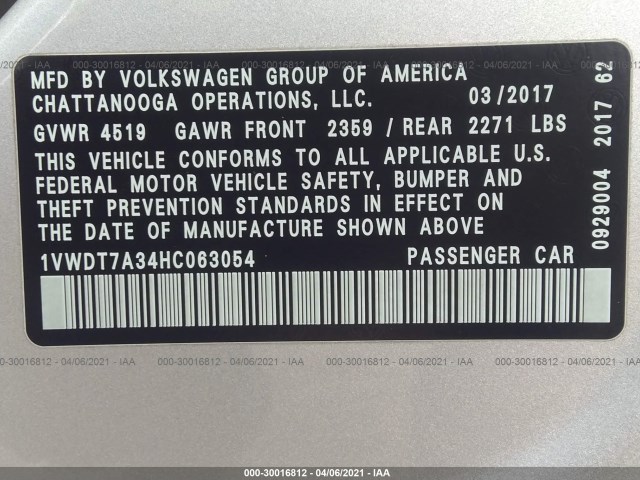 000-30016812 - 04/06/2021 - IAA
MFD BY VOLKSWAGEN GROUP OF AMERICA
CHATTANOOGA OPERATIONS, LLC. 03/2017
GVWR 4519 GAWR FRONT 2359 / REAR 2271 LBS
THIS VEHICLE CONFORMS TO ALL APPLICABLE U.S.
FEDERAL MOTOR VEHICLE SAFETY, BUMPER AND
THEFT PREVENTION STANDARDS IN EFFECT ON
THE DATE OF MANUFACTURE SHOWN ABOVE
1VWDT7A34HC063054 PASSENGER CAR
0929004 2017 62
000-30016812 - 04/06/2021 - IAA
000-30016812 - 04/06/2021 - IAA